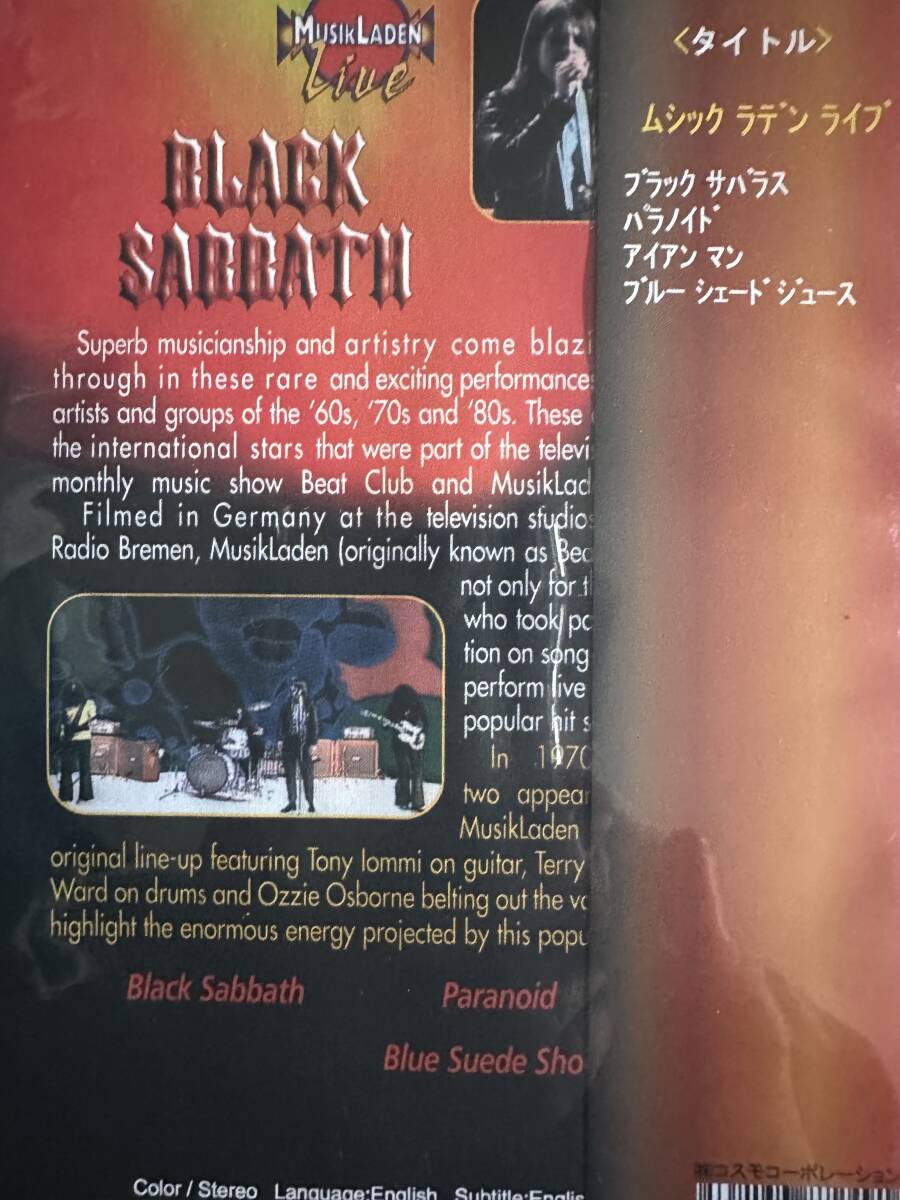 MUSIKLADEN
Live
BLACK
SABBATH
Superb musicianship and artistry come blazi
through in these rare and exciting performances
artists and groups of the '60s, '70s and '80s. These
the international stars that were part of the televi
monthly music show Beat Club and MusikLad
Filmed in Germany at the television studios
Radio Bremen, MusikLaden (originally known as Bea
not only for t
who took pa
tion on song
perform live
popular hit s
In 1970
two appear
MusikLaden
original line-up featuring Tony Iommi on guitar, Terry
Ward on drums and Ozzie Osborne belting out the vo
highlight the enormous energy projected by this popu
Black Sabbath Paranoid
Blue Suede Sho
Color / Stereo Language:English Subtitle:Englis
<タイトル>
ムシック ラデン ライブ
ブラック サバラス
パラノイド
アイアン マン
ブルー シェード ジュース
㈱コスモコーポレーション